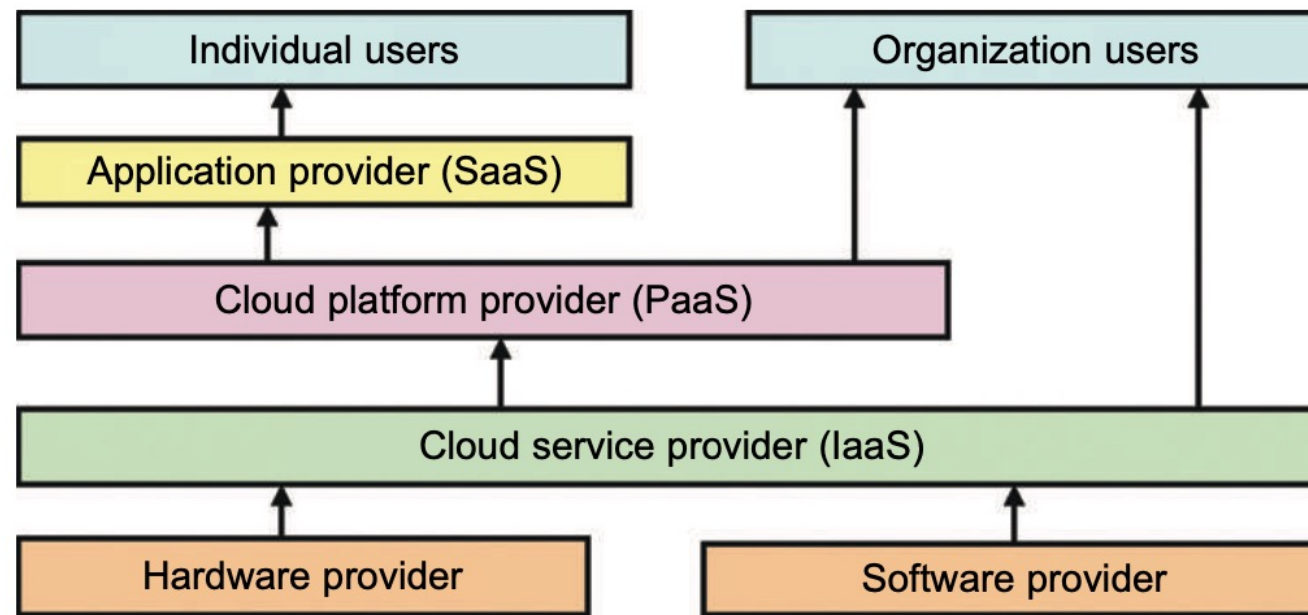 Individual users
Organization users
Application provider (SaaS)
Cloud platform provider (PaaS)
Cloud service provider (IaaS)
Hardware provider
Software provider